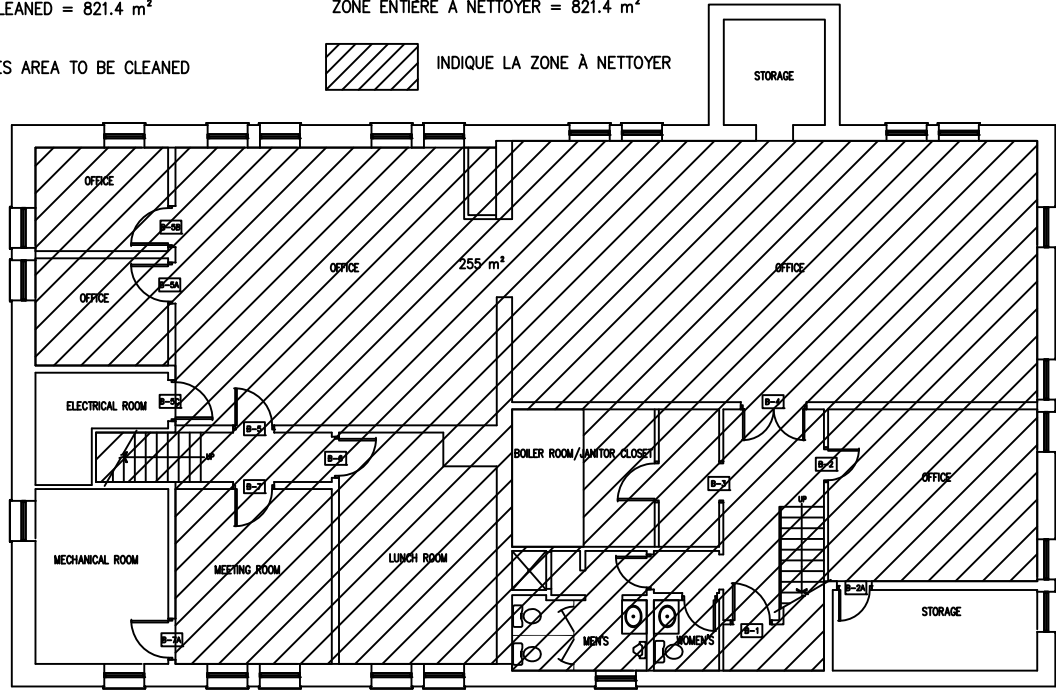 LEANED = 821.4 m²
ZONE ENTIÈRE À NETTOYER = 821.4 m²
ES AREA TO BE CLEANED
INDIQUE LA ZONE À NETTOYER
STORAGE
OFFICE
B-5B
OFFICE
255 m²
OFFICE
B-5A
OFFICE
ELECTRICAL ROOM
B-5C
B-4
B-5
UP
B-6
BOILER ROOM/JANITOR CLOSET
B-2
OFFICE
B-7
B-3
UP
MECHANICAL ROOM
MEETING ROOM
LUNCH ROOM
B-2A
STORAGE
B-7A
MEN'S
WOMEN'S
B-1